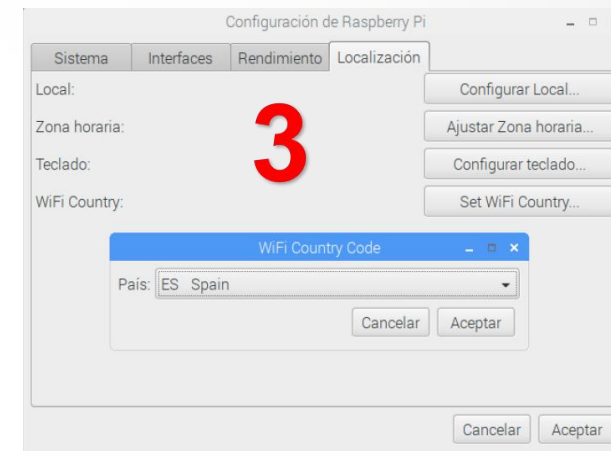 Configuración de Raspberry Pi
Sistema Interfaces Rendimiento Localización
Local: Configurar Local...
Zona horaria: Ajustar Zona horaria...
3
Teclado: Configurar teclado...
WiFi Country: Set WiFi Country...
WiFi Country Code
País: ES Spain
Cancelar Aceptar
Cancelar Aceptar